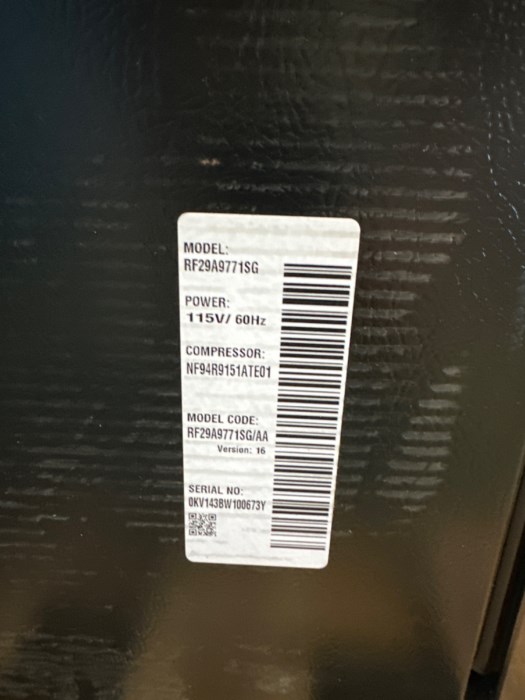 MODEL:
RF29A9771SG
POWER:
115V/ 60Hz
COMPRESSOR:
NF94R9151ATE01
MODEL CODE:
RF29A9771SG/AA
Version: 16
SERIAL NO:
0KV143BW100673Y